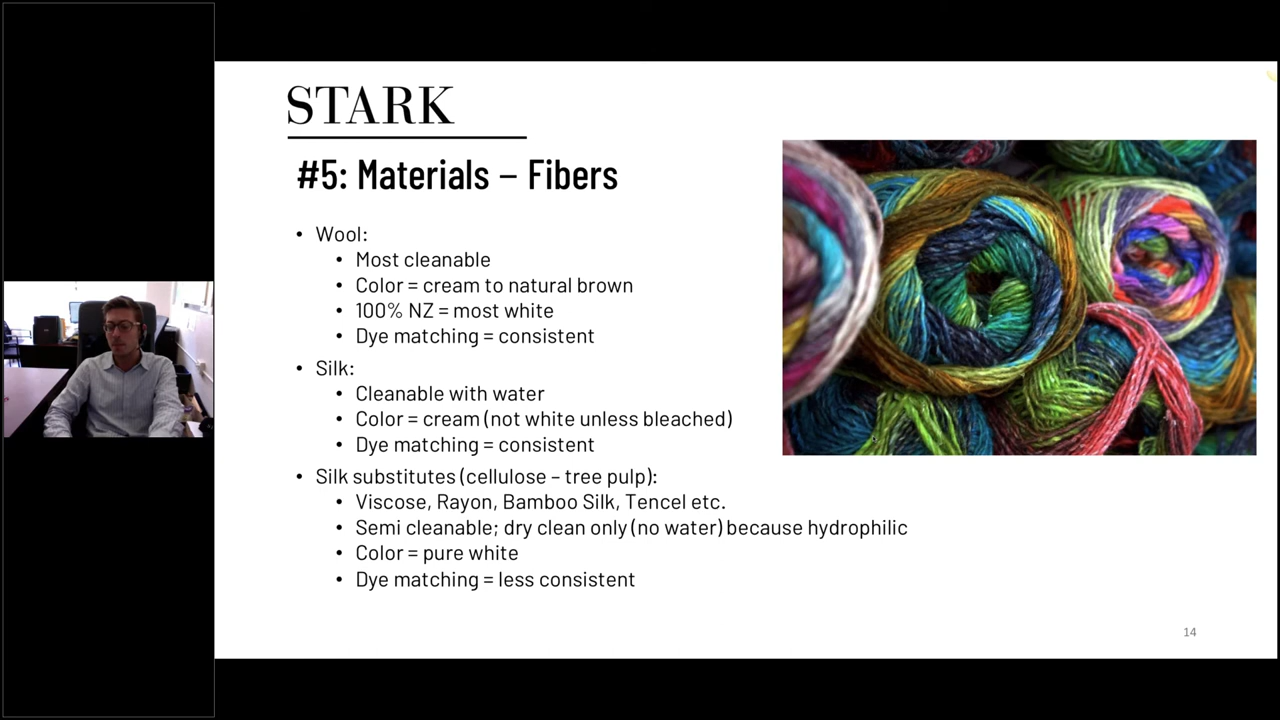 STARK
#5: Materials – Fibers
• Wool:
• Most cleanable
• Color = cream to natural brown
• 100% NZ = most white
• Dye matching = consistent
• Silk:
• Cleanable with water
• Color = cream (not white unless bleached)
• Dye matching = consistent
• Silk substitutes (cellulose – tree pulp):
• Viscose, Rayon, Bamboo Silk, Tencel etc.
• Semi cleanable; dry clean only (no water) because hydrophilic
• Color = pure white
• Dye matching = less consistent
14